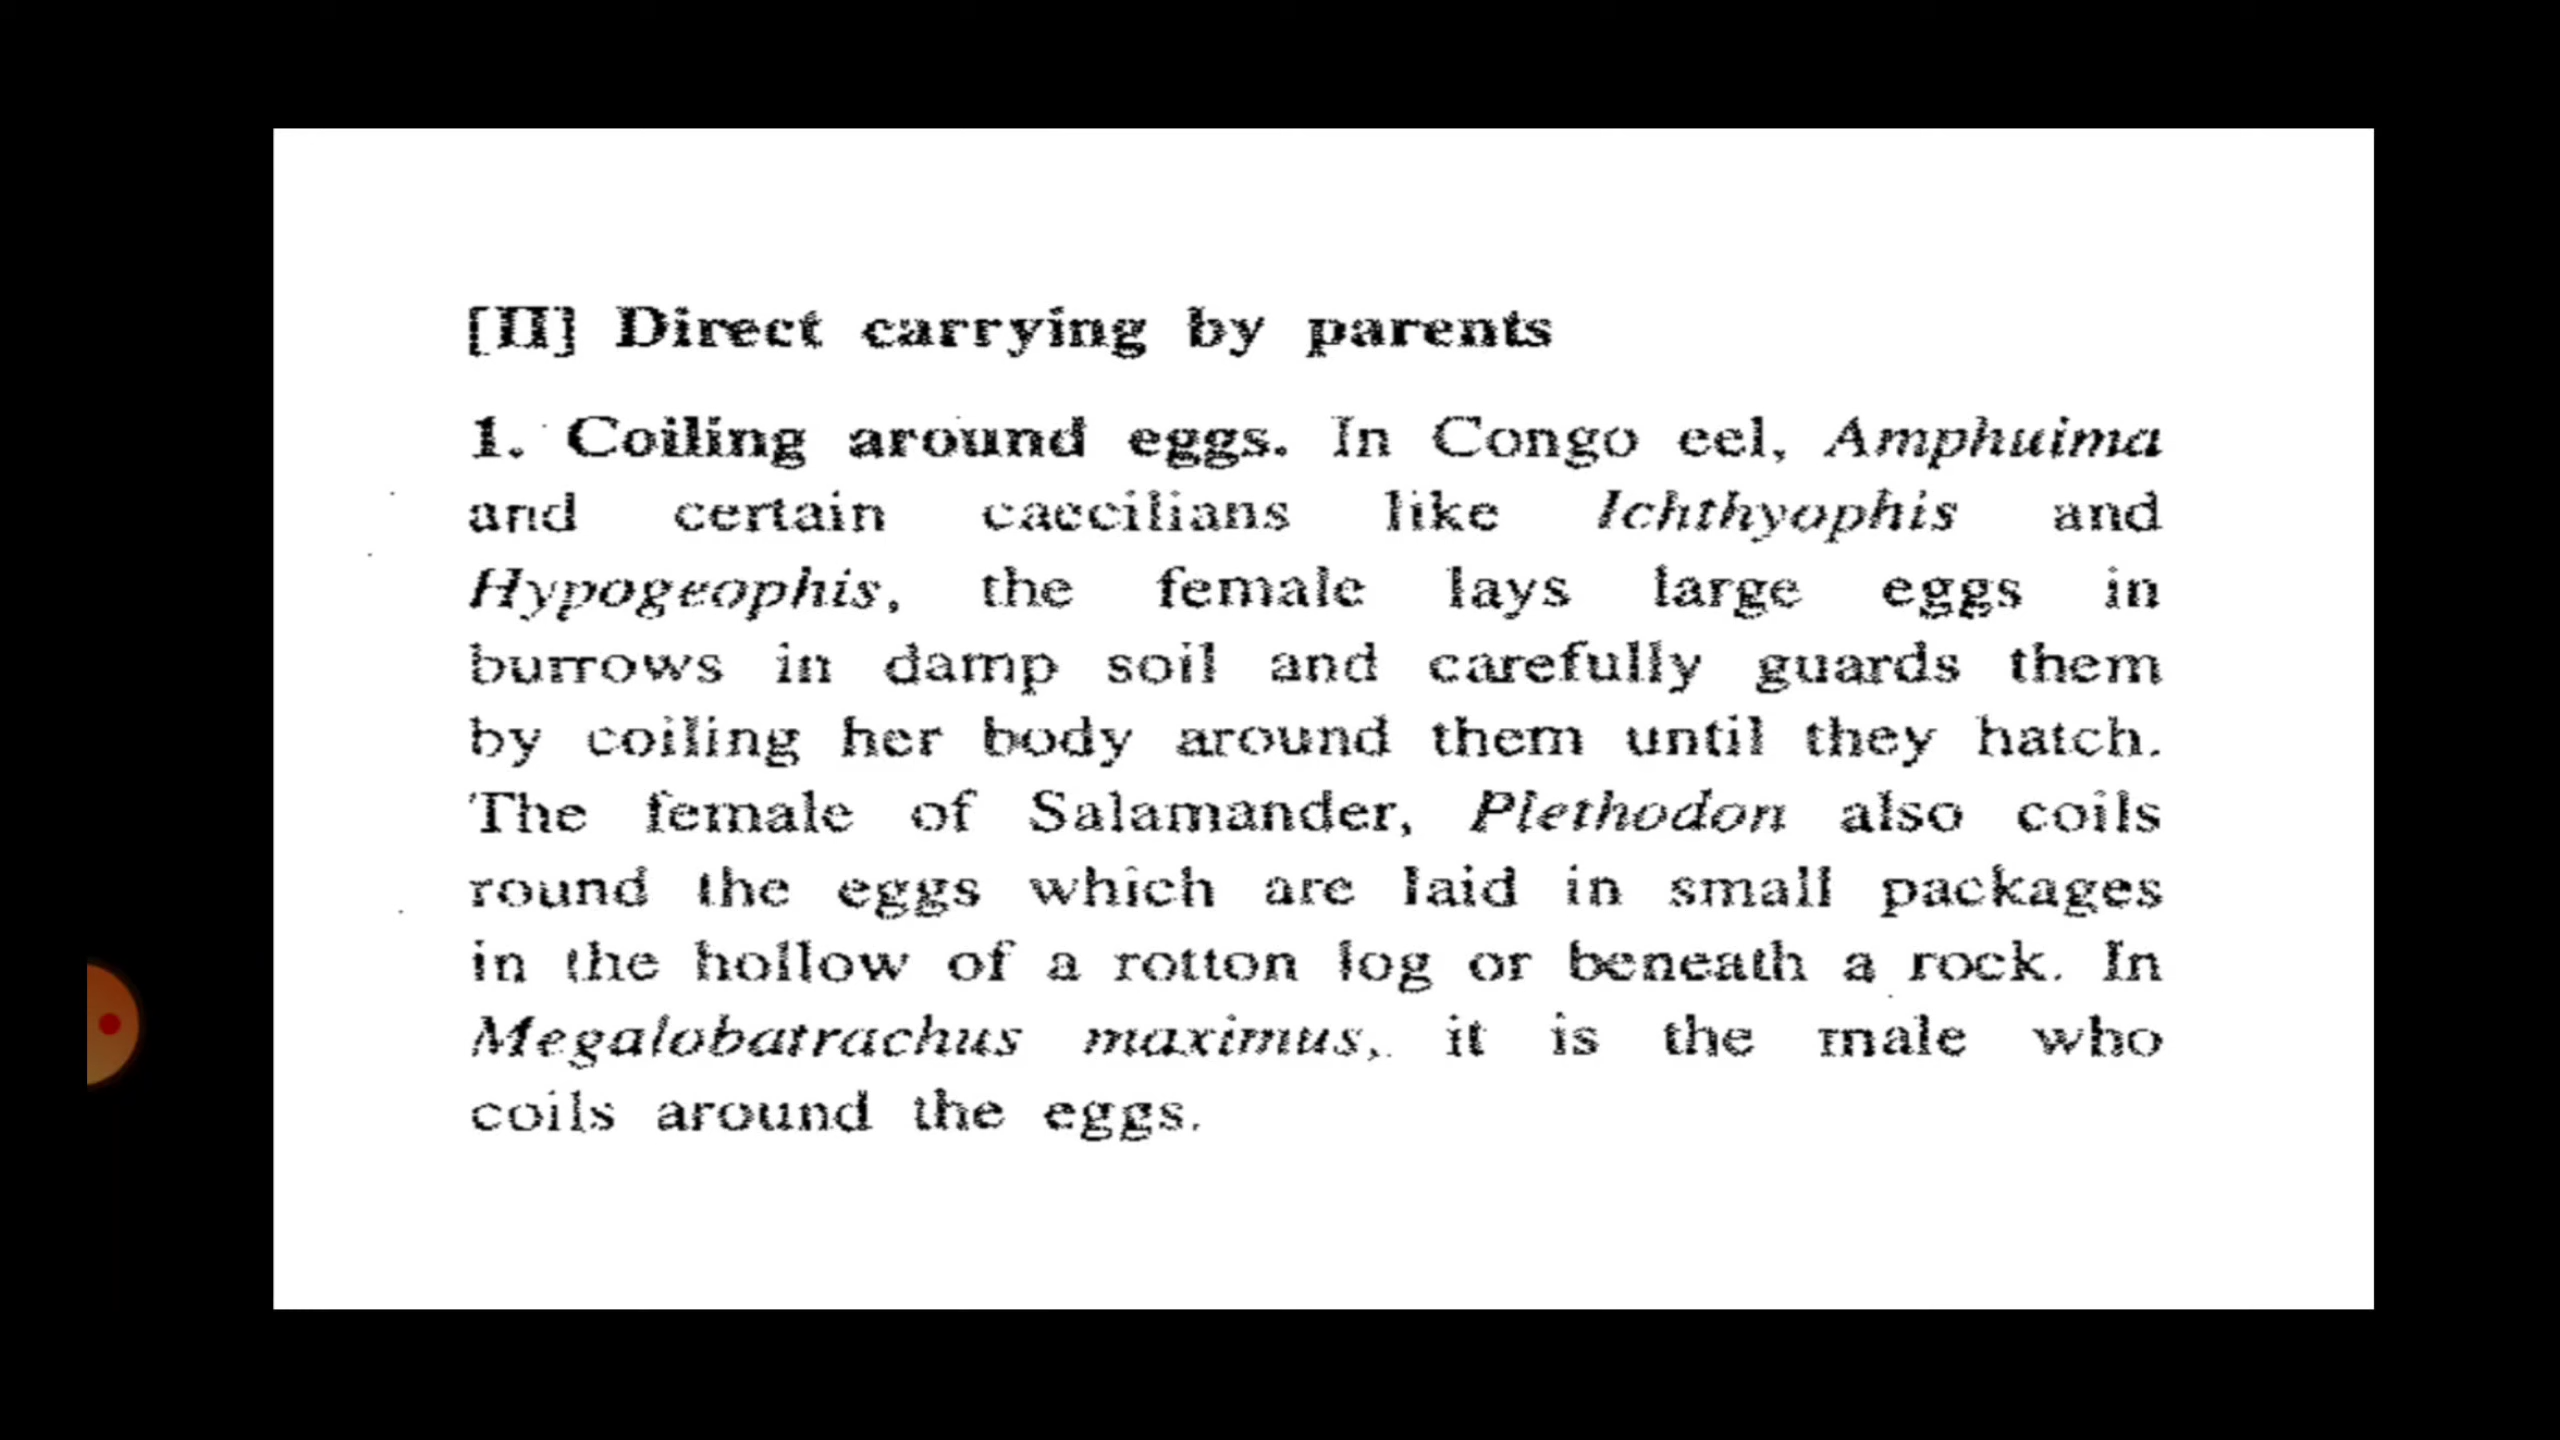 [II] Direct carrying by parents
1. Coiling around eggs. In Congo eel, Amphuima
and certain caecilians like Ichthyophis and
Hypogeophis, the female lays large eggs in
burrows in damp soil and carefully guards them
by coiling her body around them until they hatch.
The female of Salamander, Plethodon also coils
round the eggs which are laid in small packages
in the hollow of a rotton log or beneath a rock. In
Megalobatrachus maximus, it is the male who
coils around the eggs.